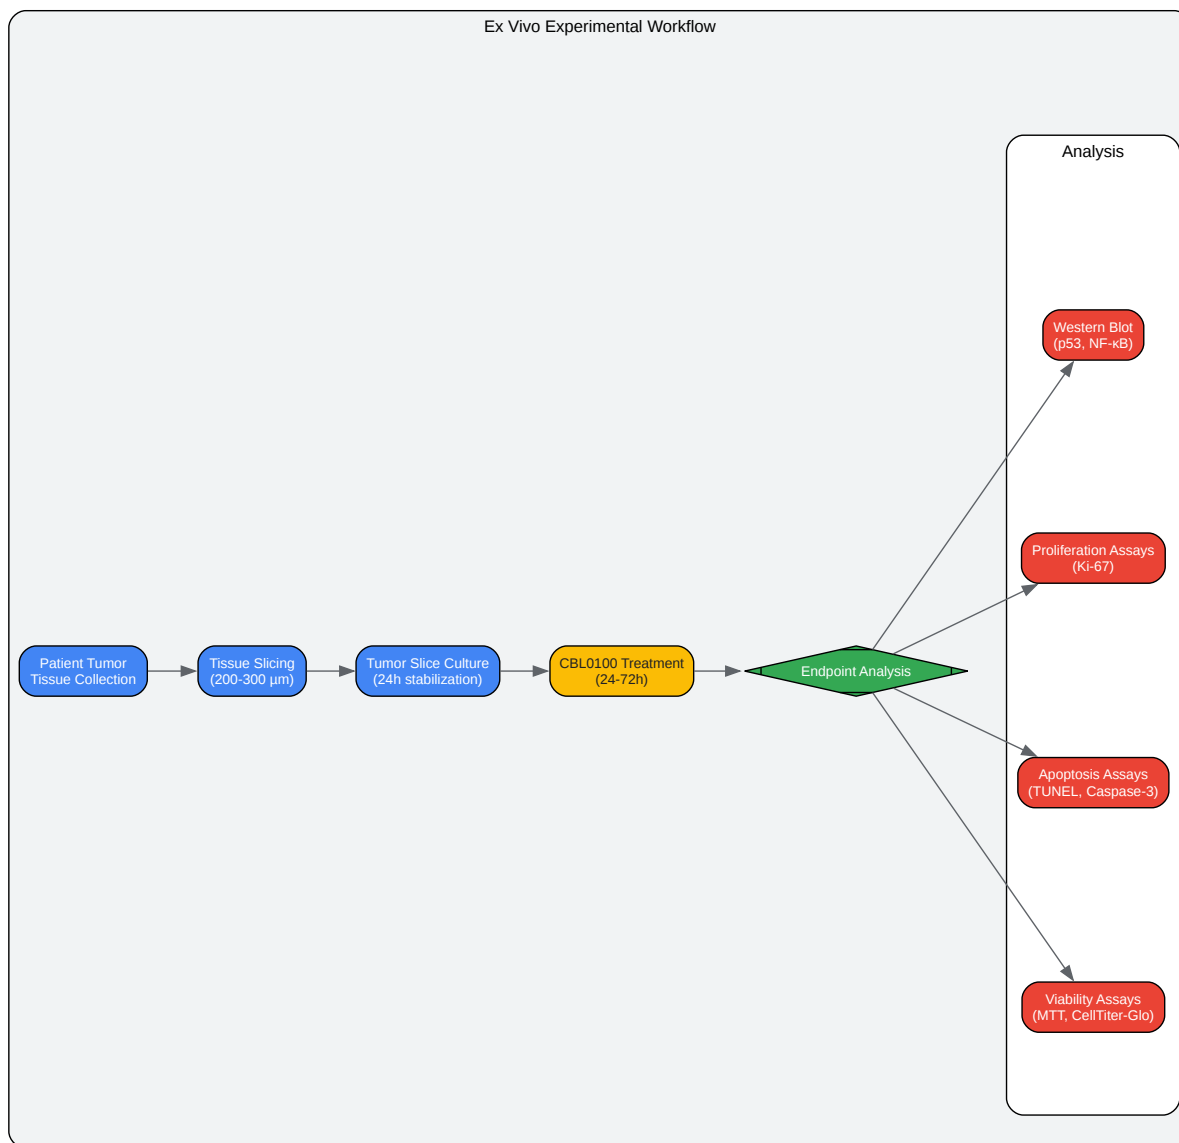 Ex Vivo Experimental Workflow
Analysis
Western Blot
(p53, NF-κB)
Proliferation Assays
(Ki-67)
Patient Tumor
Tissue Collection
Tissue Slicing
(200-300 µm)
Tumor Slice Culture
(24h stabilization)
CBL0100 Treatment
(24-72h)
Endpoint Analysis
Apoptosis Assays
(TUNEL, Caspase-3)
Viability Assays
(MTT, CellTiter-Glo)